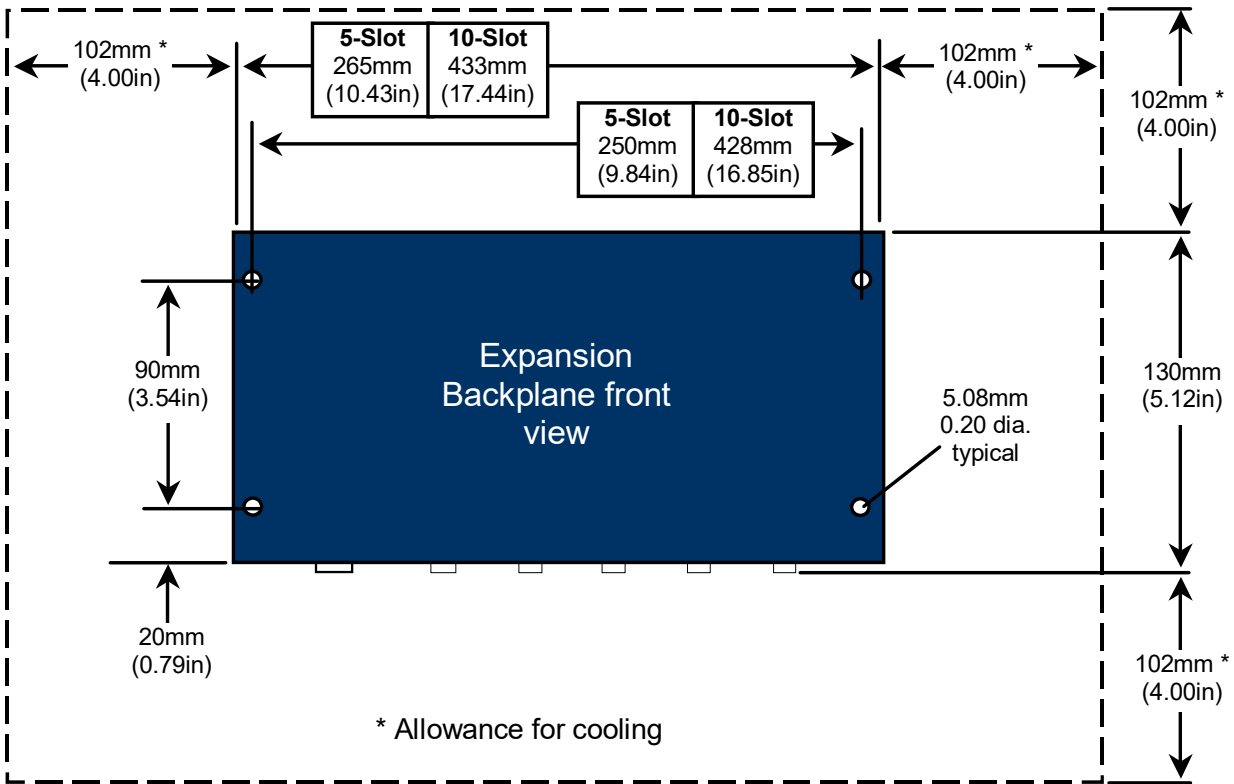 102mm *
(4.00in)
5-Slot
265mm
(10.43in)
10-Slot
433mm
(17.44in)
102mm *
(4.00in)
102mm *
(4.00in)
5-Slot
250mm
(9.84in)
10-Slot
428mm
(16.85in)
90mm
(3.54in)
Expansion
Backplane front
view
5.08mm
0.20 dia.
typical
130mm
(5.12in)
20mm
(0.79in)
102mm *
(4.00in)
* Allowance for cooling